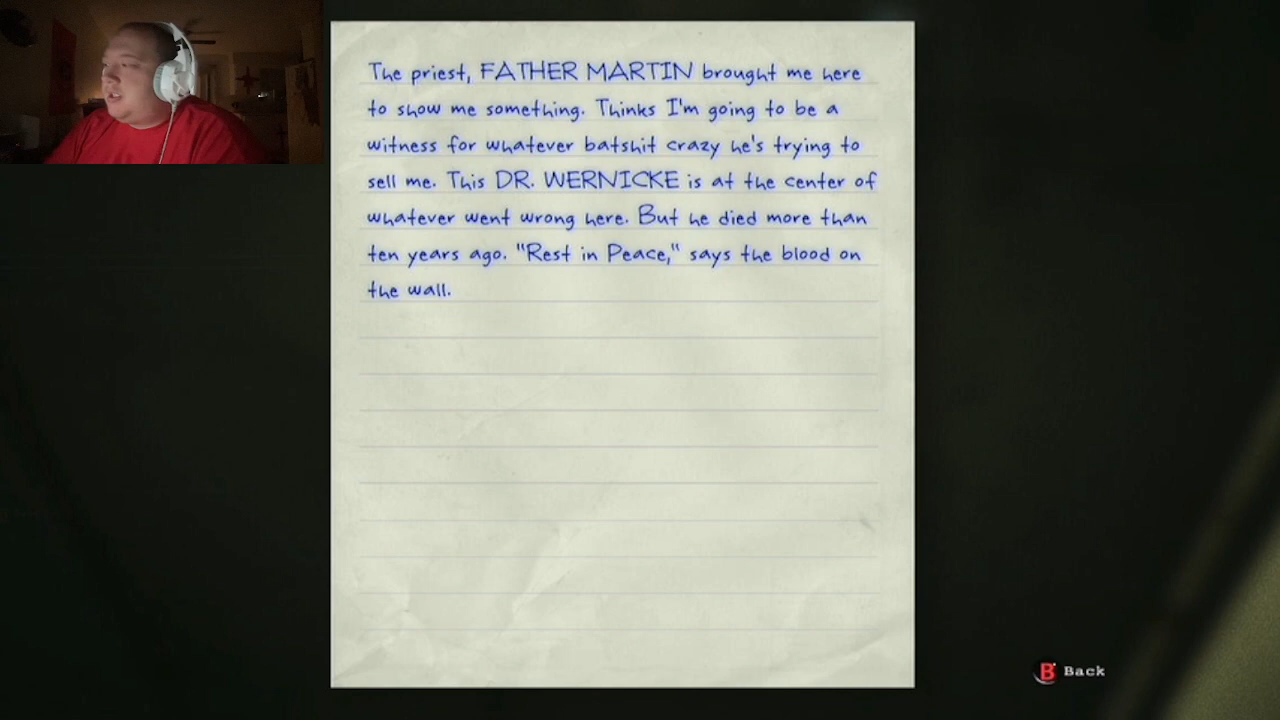 The priest, FATHER MARTIN brought me here
to show me something. Thinks I'm going to be a
witness for whatever batshit crazy he's trying to
sell me. This DR. WERNICKE is at the center of
whatever went wrong here. But he died more than
ten years ago. "Rest in Peace," says the blood on
the wall.
B Back